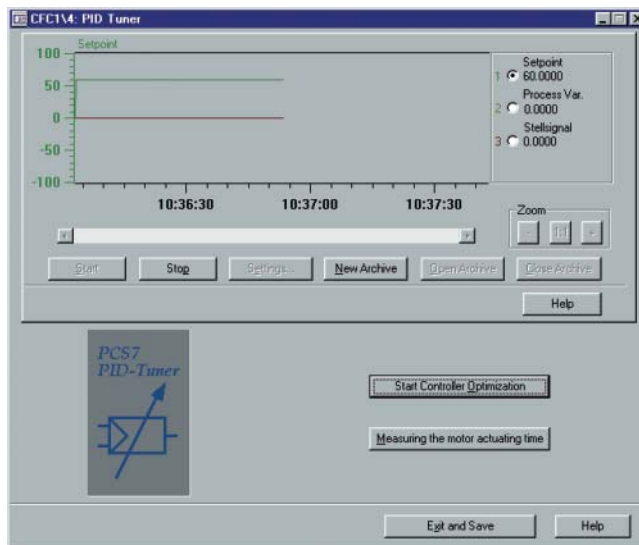 CFC1\4: PID Tuner
Setpoint
100
50
0
-50
-100
10:36:30 10:37:00 10:37:30
Setpoint
1 60.0000
Process Var.
2 0.0000
Stellsignal
3 0.0000
Zoom
- 1:1 +
Start Stop Settings... New Archive Open Archive Close Archive
Help
PCS7
PID-Tuner
Start Controller Optimization
Measuring the motor actuating time
Exit and Save Help